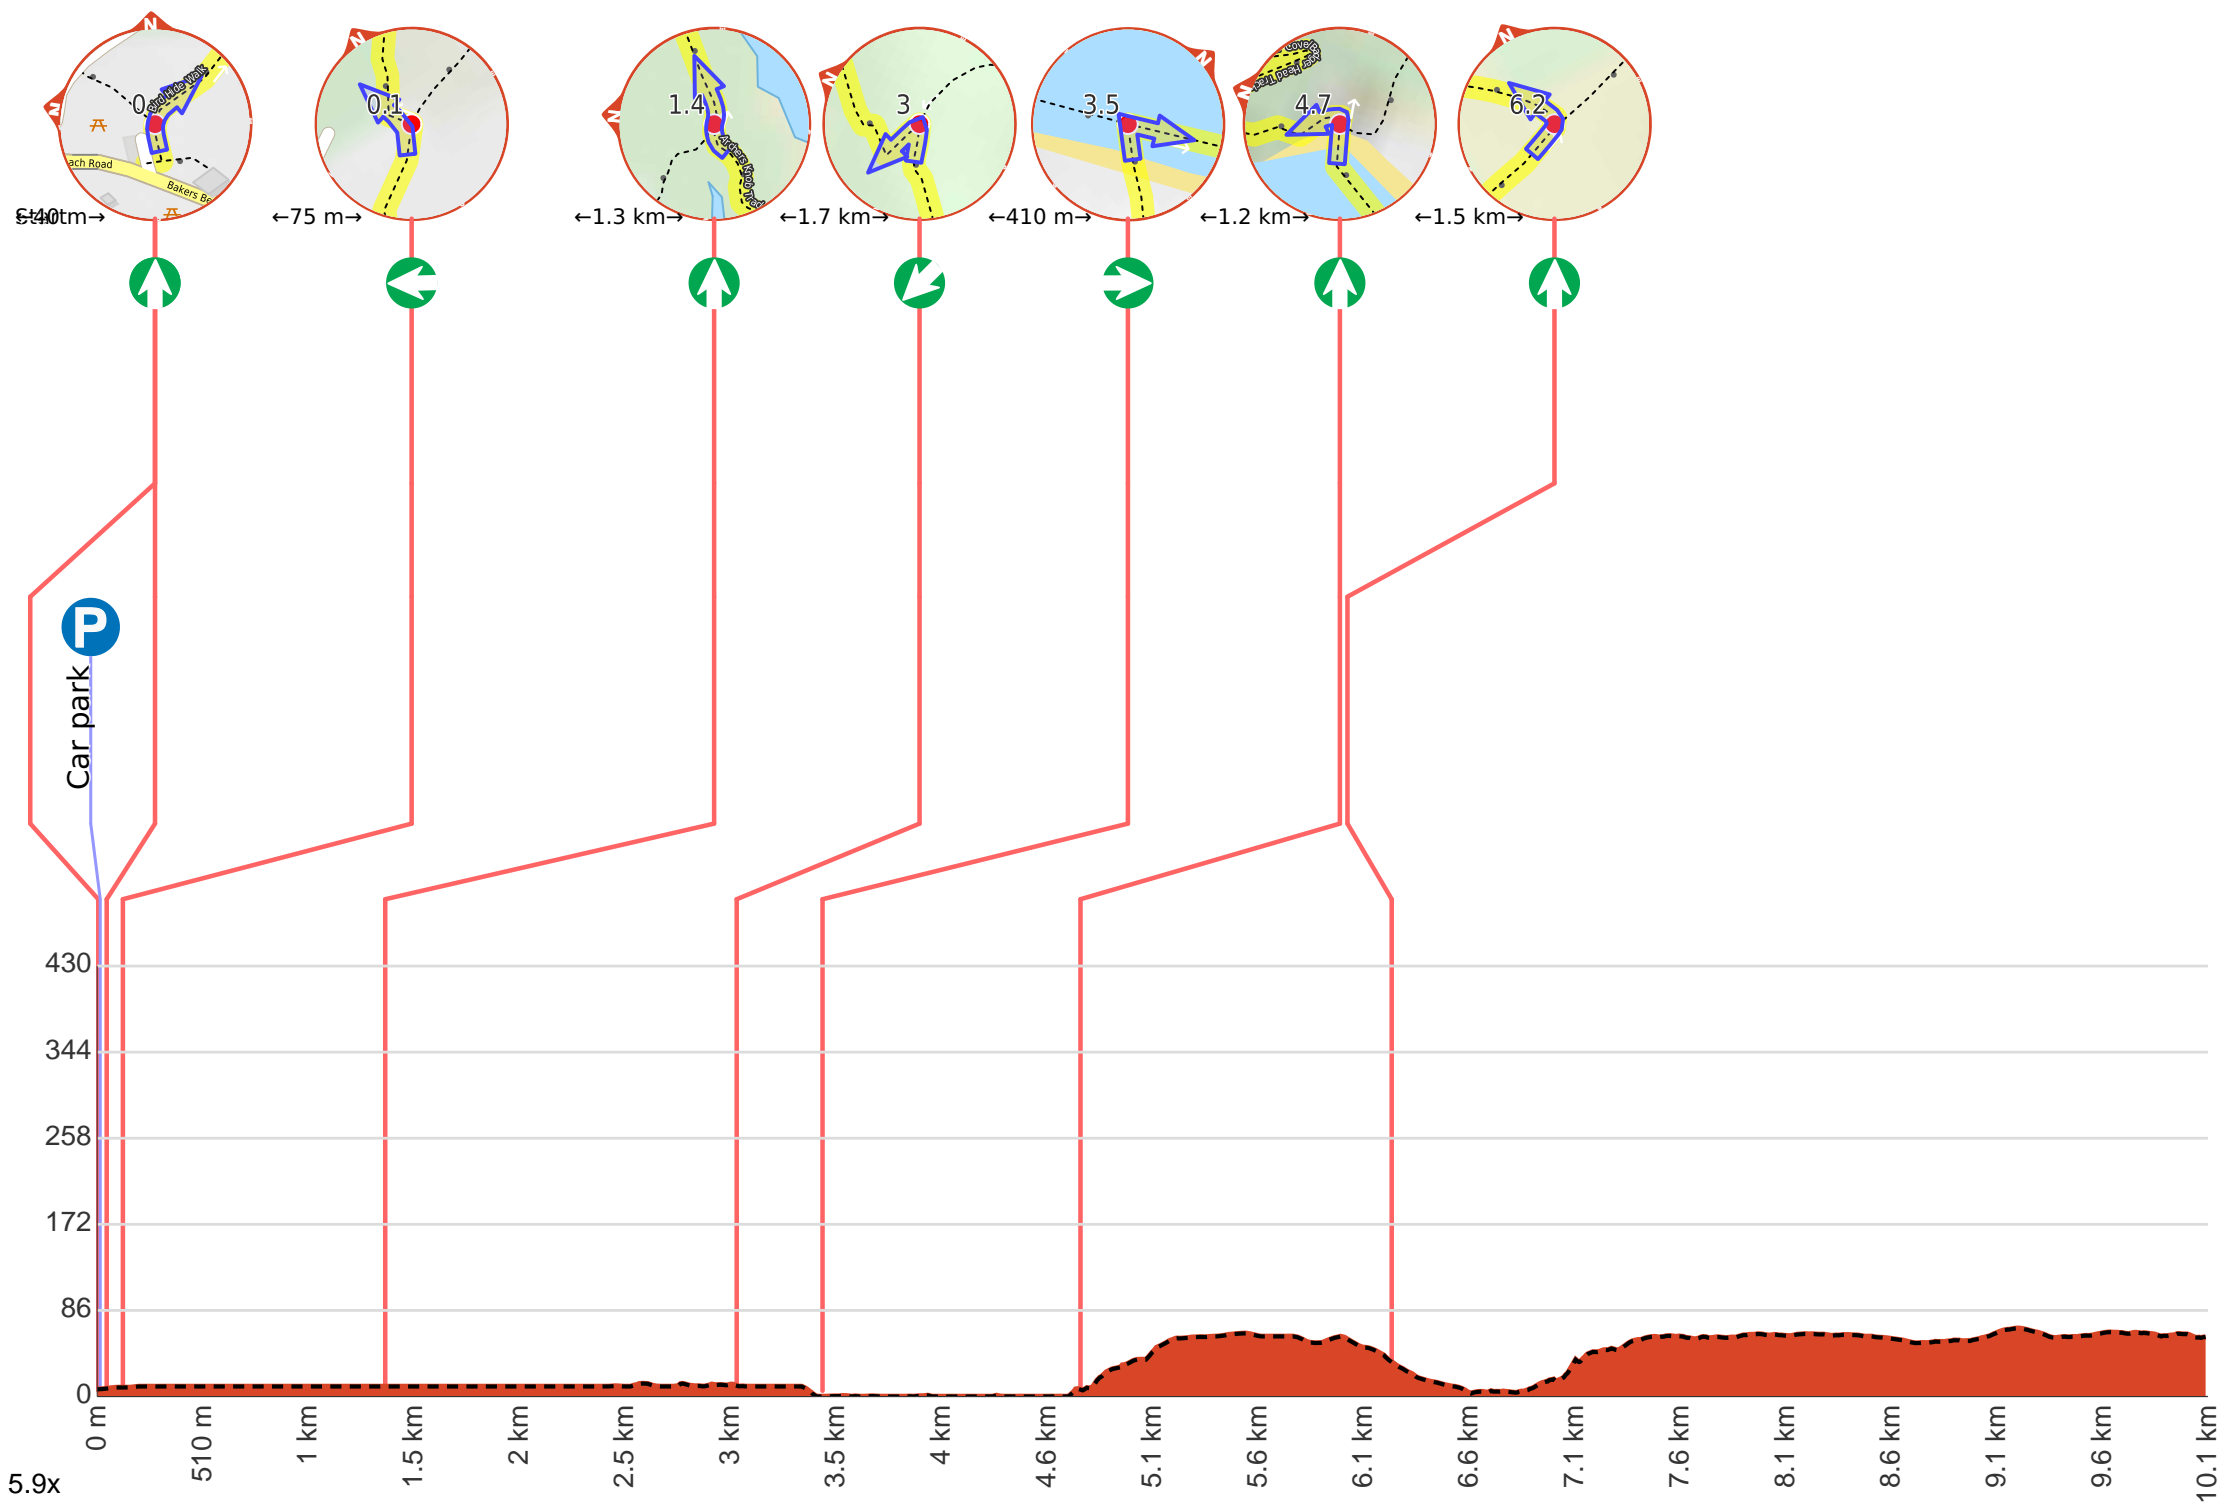 N
N
N
N
N
N
N
N
0
0.1
1.4
3
3.5
4.7
6.2
Bird Hide Walk
Archers Knob Track
ach Road
Bakers Be
Start
←40 m→
←75 m→
←1.3 km→
←1.7 km→
←410 m→
←1.2 km→
←1.5 km→
P
Car park
430
344
258
172
86
0
0 m
510 m
1 km
1.5 km
2 km
2.5 km
3 km
3.5 km
4 km
4.6 km
5.1 km
5.6 km
6.1 km
6.6 km
7.1 km
7.6 km
8.1 km
8.6 km
9.1 km
9.6 km
10.1 km
5.9x